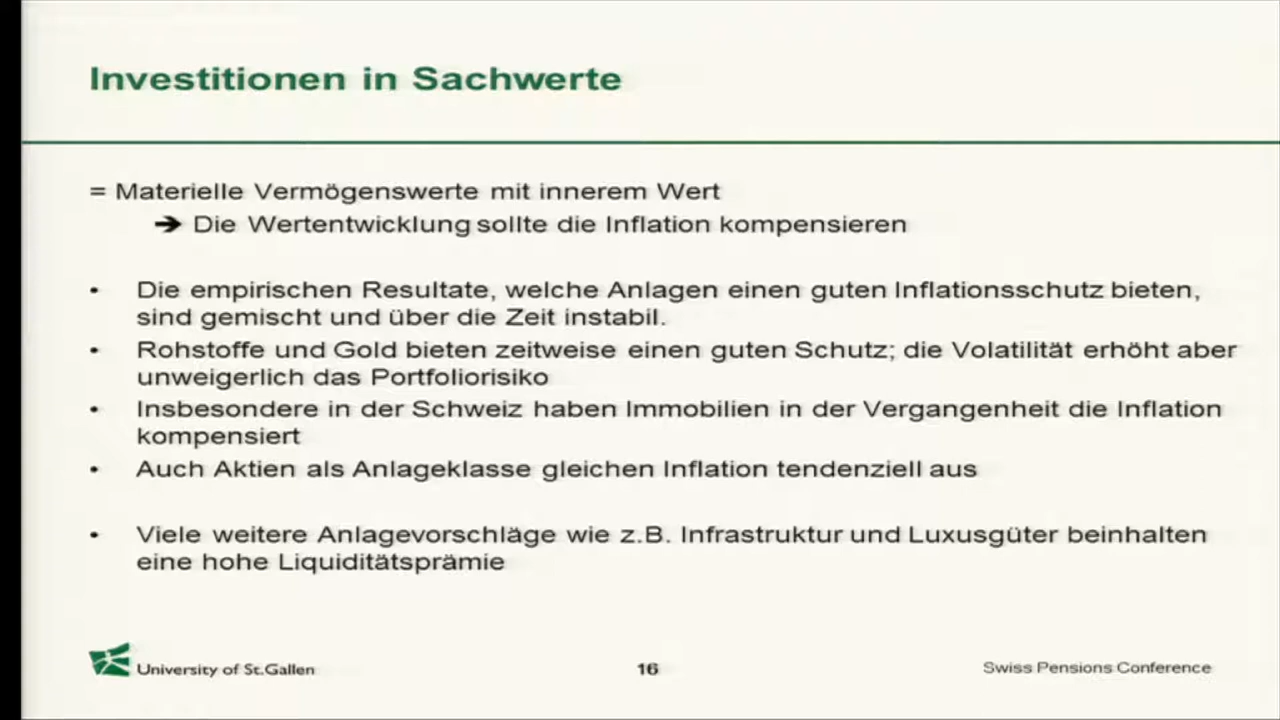 Investitionen in Sachwerte
= Materielle Vermögenswerte mit innerem Wert
➔ Die Wertentwicklung sollte die Inflation kompensieren
• Die empirischen Resultate, welche Anlagen einen guten Inflationsschutz bieten,
sind gemischt und über die Zeit instabil.
• Rohstoffe und Gold bieten zeitweise einen guten Schutz; die Volatilität erhöht aber
unweigerlich das Portfoliorisiko
• Insbesondere in der Schweiz haben Immobilien in der Vergangenheit die Inflation
kompensiert
• Auch Aktien als Anlageklasse gleichen Inflation tendenziell aus
• Viele weitere Anlagevorschläge wie z.B. Infrastruktur und Luxusgüter beinhalten
eine hohe Liquiditätsprämie
University of St.Gallen
16
Swiss Pensions Conference